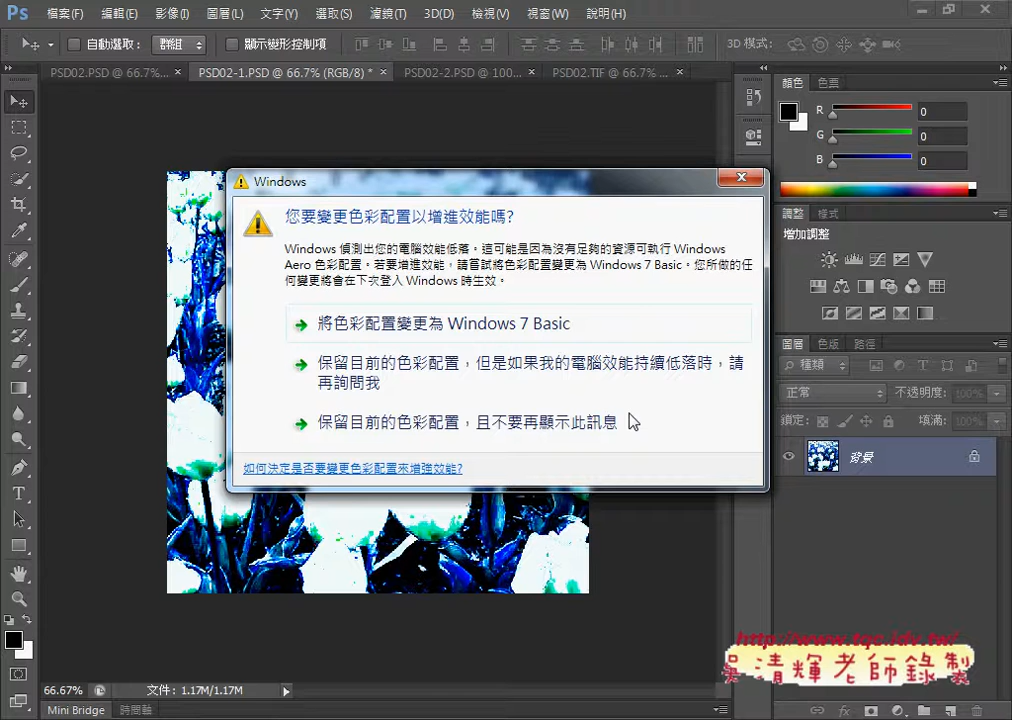 Ps 檔案(F) 編輯(E) 影像(I) 圖層(L) 文字(Y) 選取(S) 濾鏡(T) 3D(D) 檢視(V) 視窗(W) 說明(H)
自動選取： 群組 顯示變形控制項 3D 模式：
PSD02.PSD @ 66.7%... × PSD02-1.PSD @ 66.7% (RGB/8) * × PSD02-2.PSD @ 100... × PSD02.TIF @ 66.7% ... ×
顏色 色票
R 0
G 0
B 0
調整 樣式
增加調整
圖層 色版 路徑
種類
正常 不透明度： 100%
鎖定： 填滿： 100%
背景
Windows
您要變更色彩配置以增進效能嗎?
Windows 偵測出您的電腦效能低落。這可能是因為沒有足夠的資源可執行 Windows
Aero 色彩配置。若要增進效能，請嘗試將色彩配置變更為 Windows 7 Basic。您所做的任
何變更將會在下次登入 Windows 時生效。
將色彩配置變更為 Windows 7 Basic
保留目前的色彩配置，但是如果我的電腦效能持續低落時，請
再詢問我
保留目前的色彩配置，且不要再顯示此訊息
如何決定是否要變更色彩配置來增強效能?
http://www.tqc.idv.tw/
吳清輝老師錄製
66.67% 文件：1.17M/1.17M
Mini Bridge 時間軸
fx